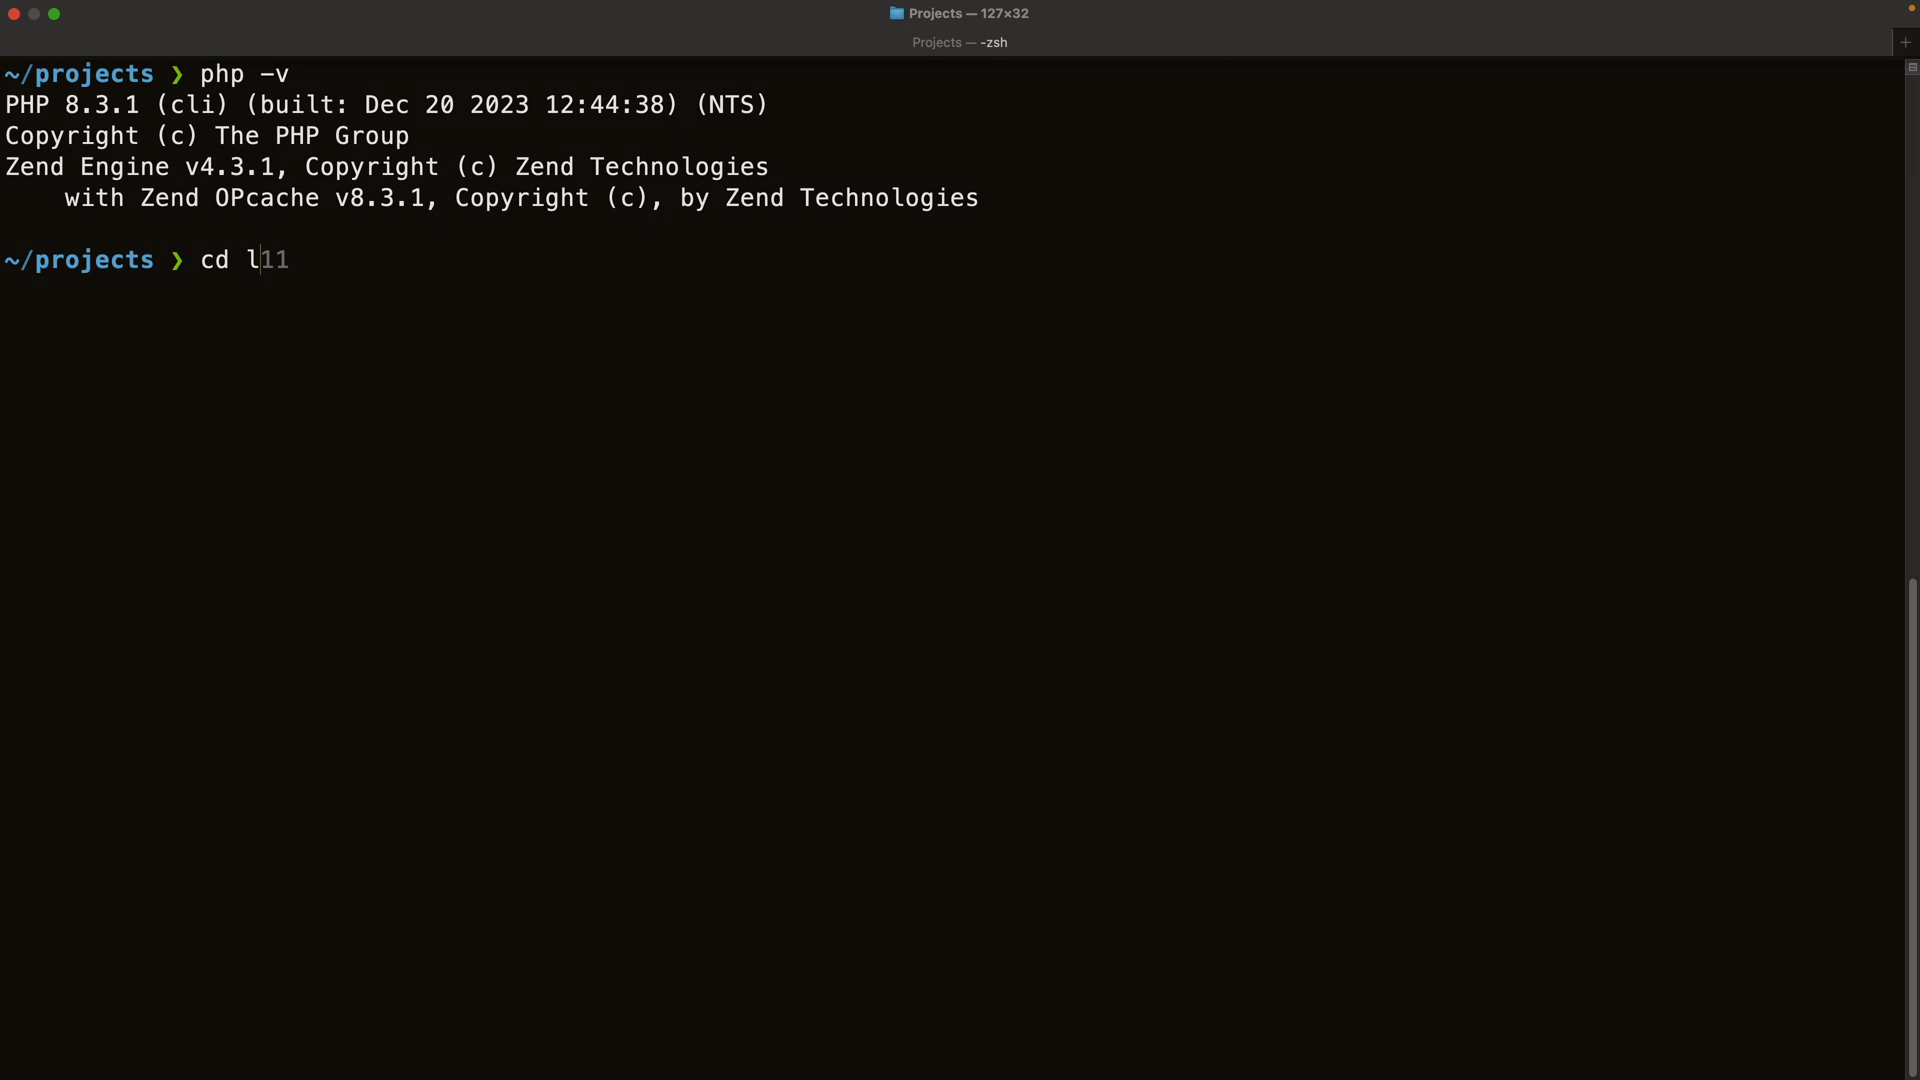 Projects — 127×32
Projects — -zsh
~/projects ❯ php -v
PHP 8.3.1 (cli) (built: Dec 20 2023 12:44:38) (NTS)
Copyright (c) The PHP Group
Zend Engine v4.3.1, Copyright (c) Zend Technologies
    with Zend OPcache v8.3.1, Copyright (c), by Zend Technologies
~/projects ❯ cd l11